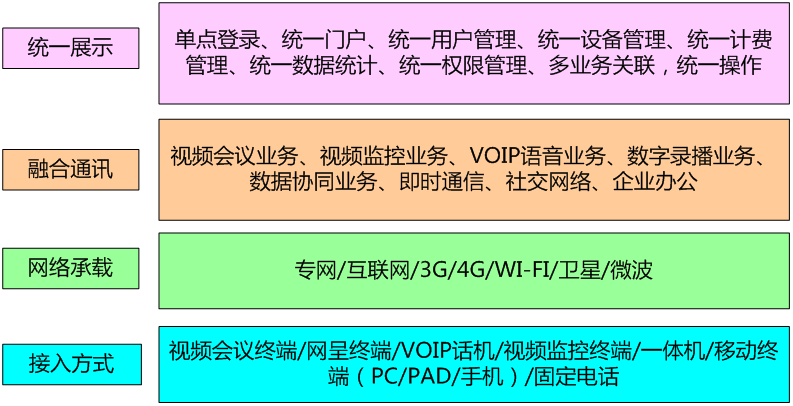 统一展示
单点登录、统一门户、统一用户管理、统一设备管理、统一计费
管理、统一数据统计、统一权限管理、多业务关联，统一操作
融合通讯
视频会议业务、视频监控业务、VOIP语音业务、数字录播业务、
数据协同业务、即时通信、社交网络、企业办公
网络承载
专网/互联网/3G/4G/WI-FI/卫星/微波
接入方式
视频会议终端/网呈终端/VOIP话机/视频监控终端/一体机/移动终
端（PC/PAD/手机）/固定电话